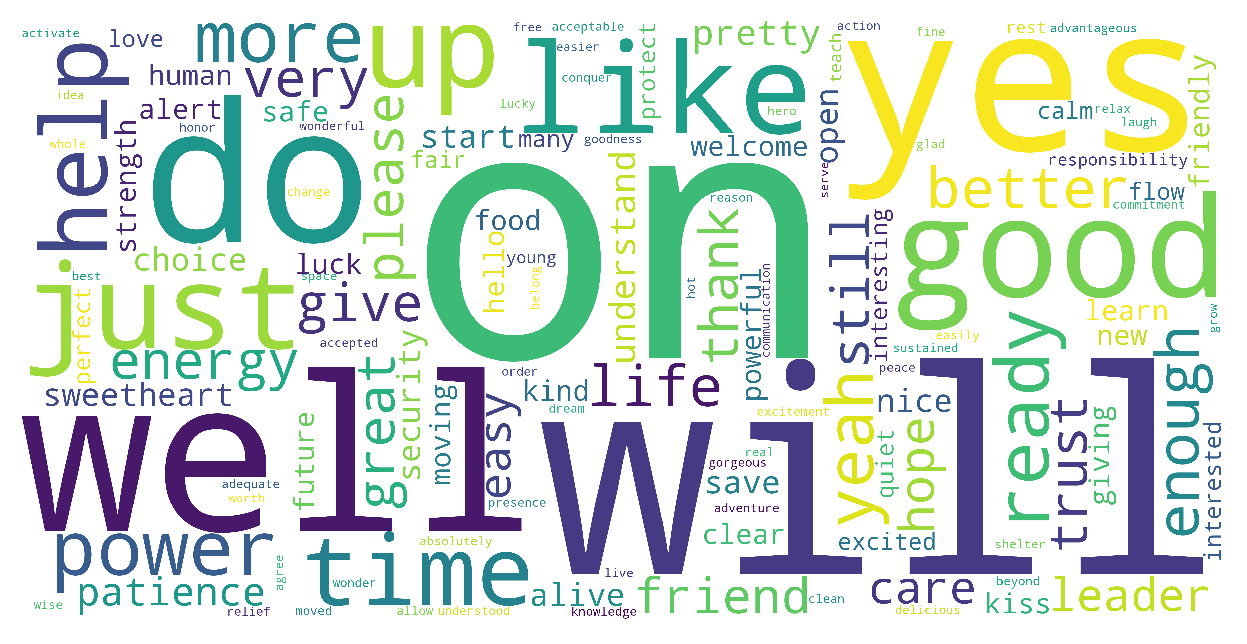 activate
love
more
up
like
free
acceptable
easier
pretty
action
fine
rest
advantageous
yes
help
human
very
protect
teach
conquer
friendly
idea
alert
safe
please
lucky
hero
open
calm
relax
laugh
honor
wonderful
start
many
goodness
welcome
whole
strength
do
fair
glad
responsibility
change
on
understand
reason
serve
better
flow
commitment
food
thank
good
choice
luck
hello
young
still
interesting
best
space
just
give
belong
hot
powerful
communication
learn
grow
perfect
new
energy
accepted
security
easily
sustained
ready
enough
sweetheart
great
order
kind
life
yeah
peace
nice
well
will
moving
easy
dream
excitement
hope
trust
giving
future
real
quiet
gorgeous
interested
adequate
worth
save
presence
adventure
power
clear
absolutely
time
excited
shelter
agree
wonder
live
care
beyond
patience
alive
friend
clean
kiss
leader
wise
relief
moved
allow
understood
knowledge
delicious